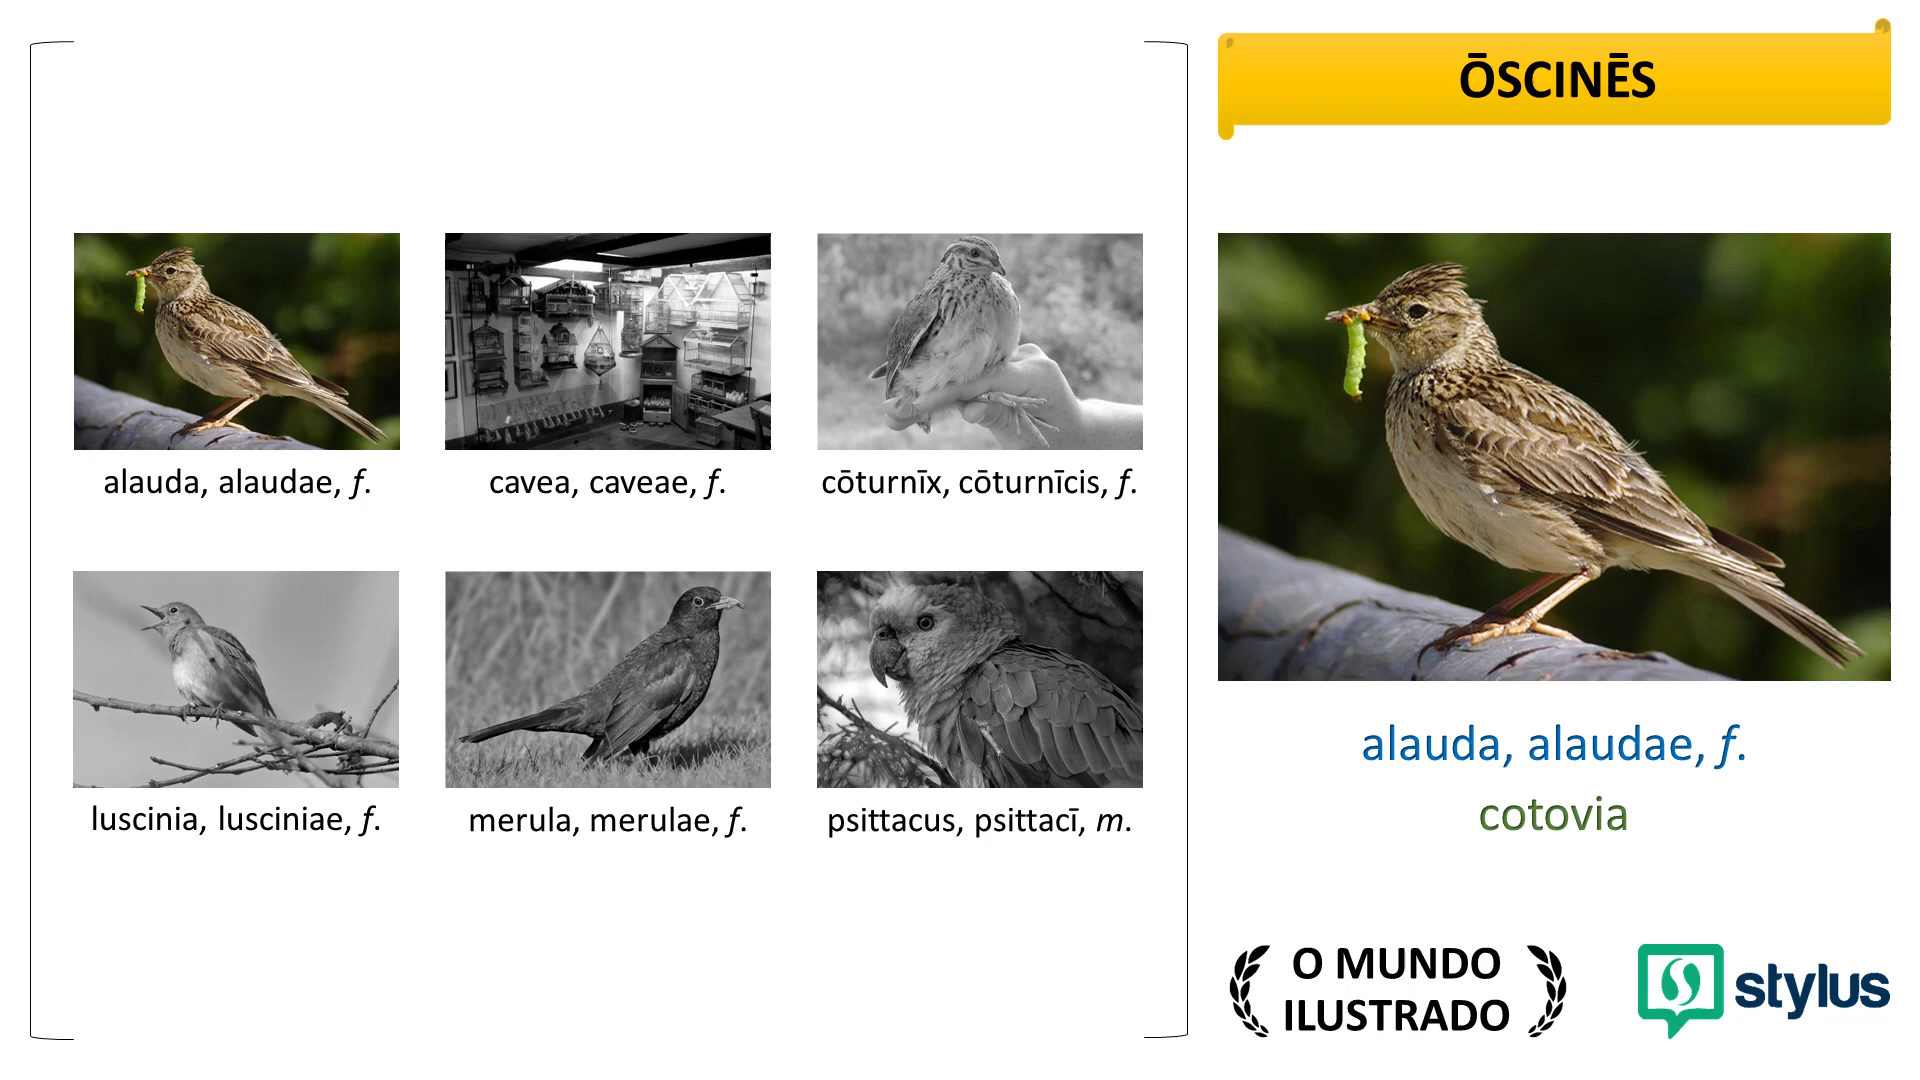 ŌSCINĒS
alauda, alaudae, f.
cavea, caveae, f.
cōturnīx, cōturnīcis, f.
luscinia, lusciniae, f.
merula, merulae, f.
psittacus, psittacī, m.
alauda, alaudae, f.
cotovia
O MUNDO
ILUSTRADO
stylus